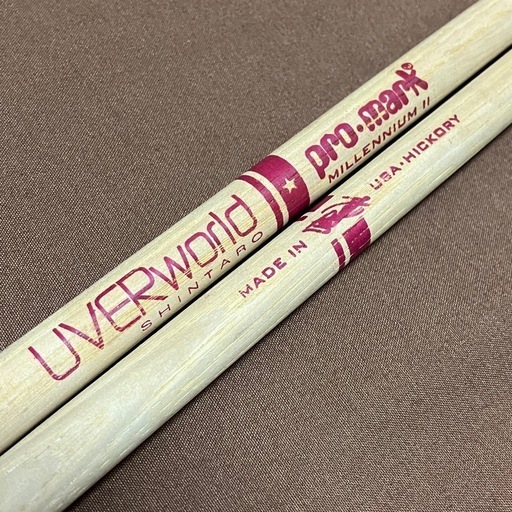 UVERworld
SHINTARO
pro·mark
MILLENNIUM II
MADE IN USA·HICKORY